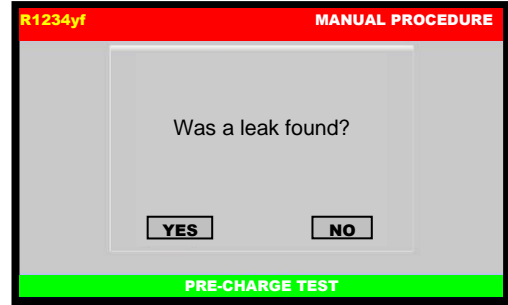 R1234yf MANUAL PROCEDURE
Was a leak found?
YES NO
PRE-CHARGE TEST